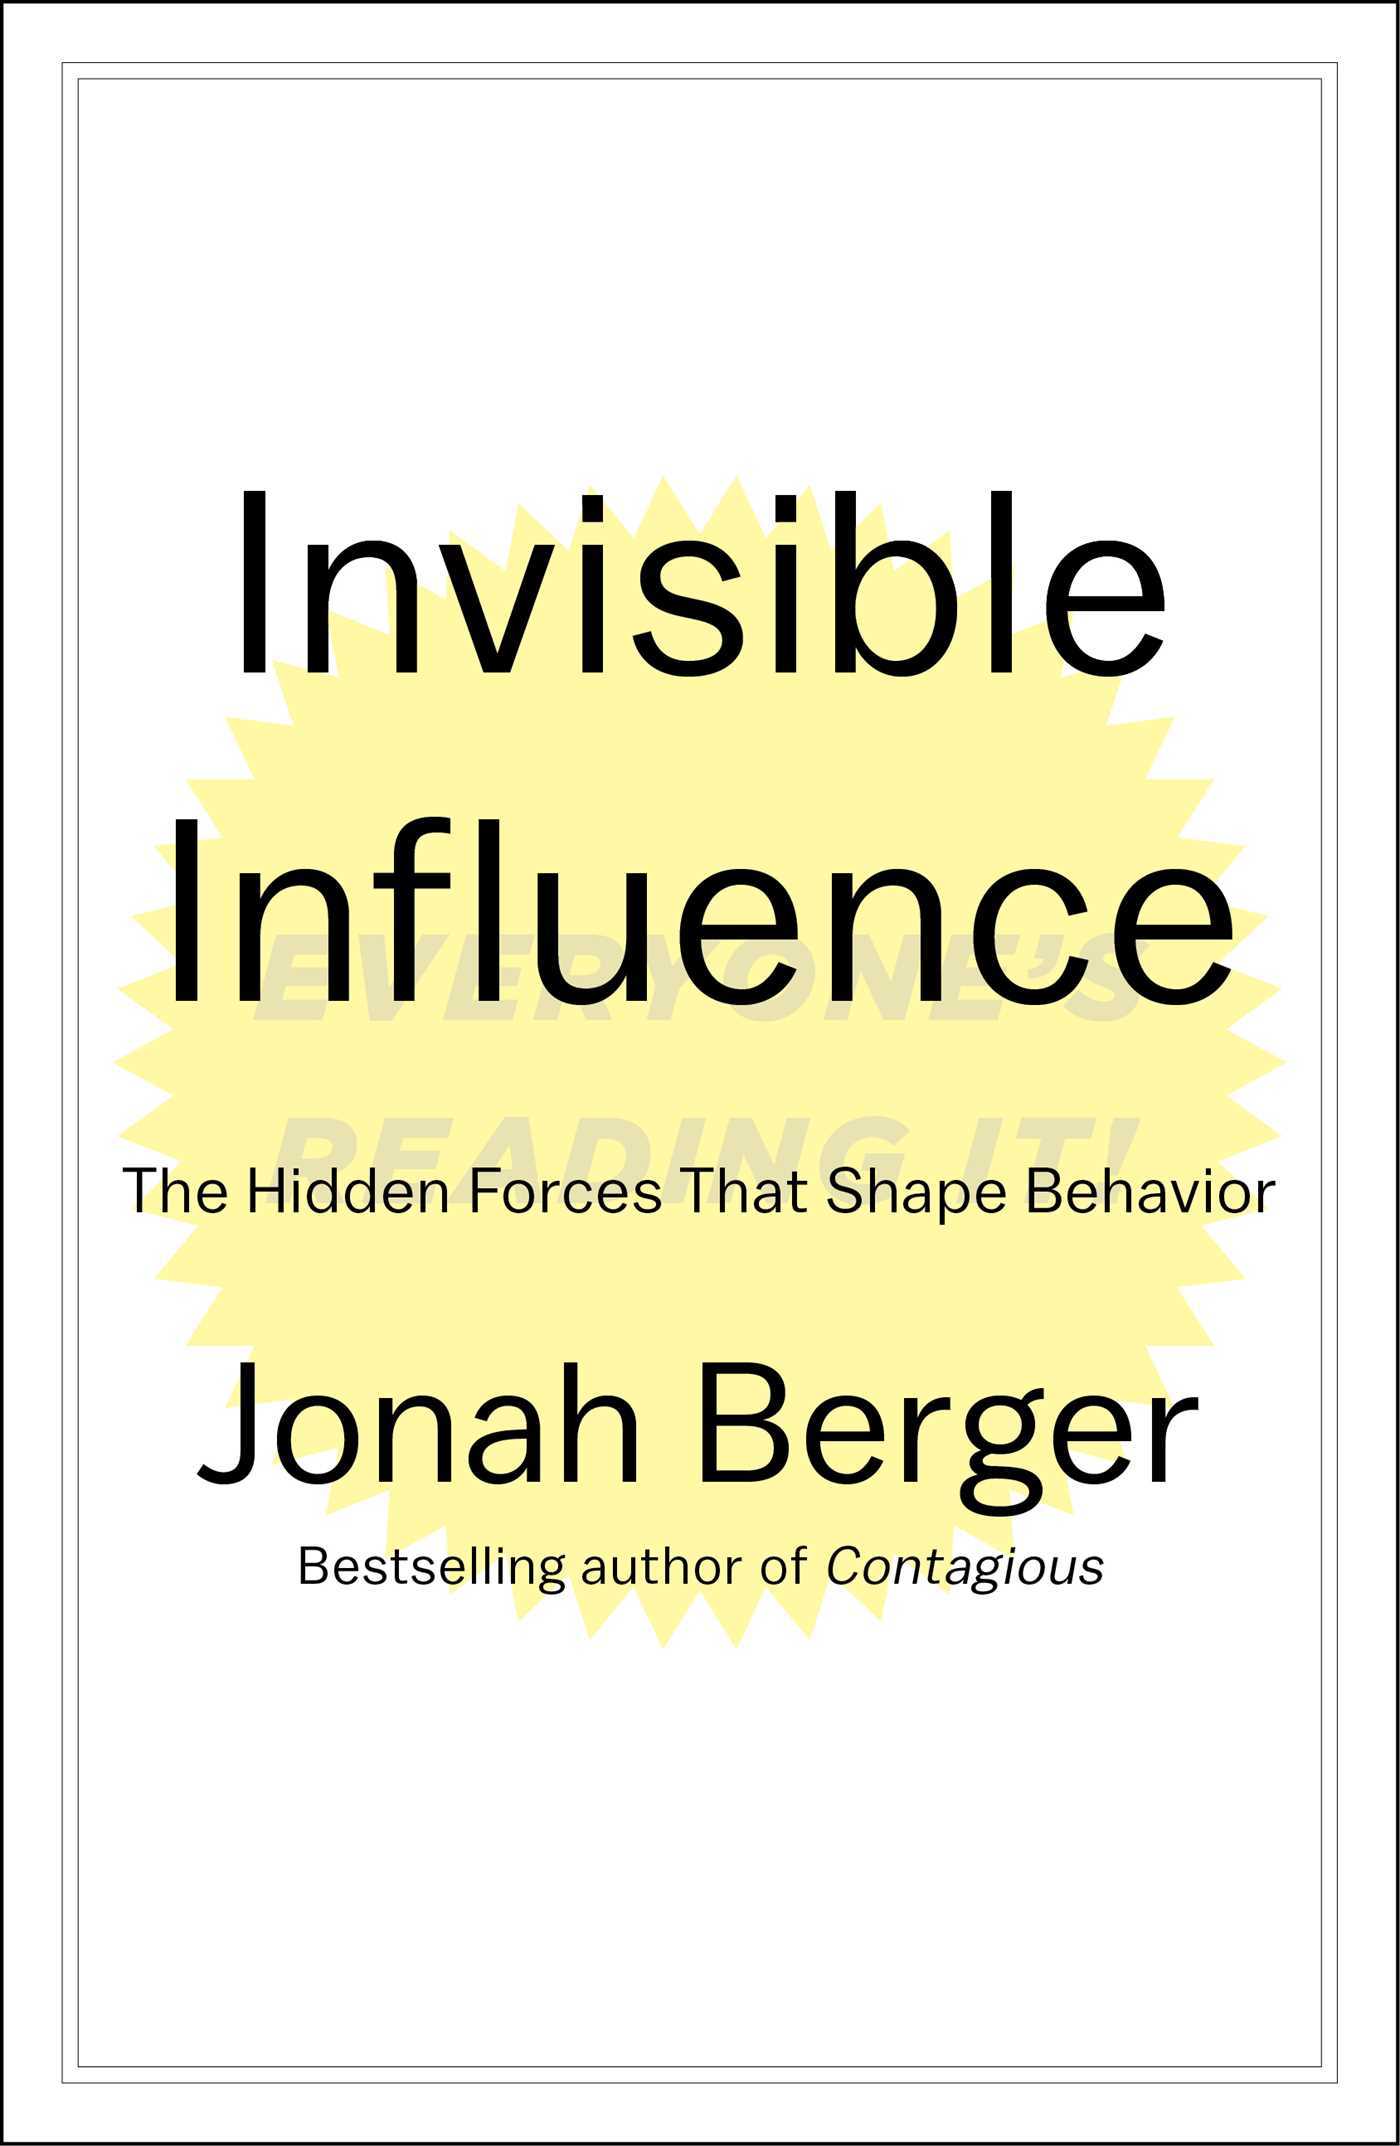 Invisible
Influence
EVERYONE'S
READING IT!
The Hidden Forces That Shape Behavior
Jonah Berger
Bestselling author of Contagious